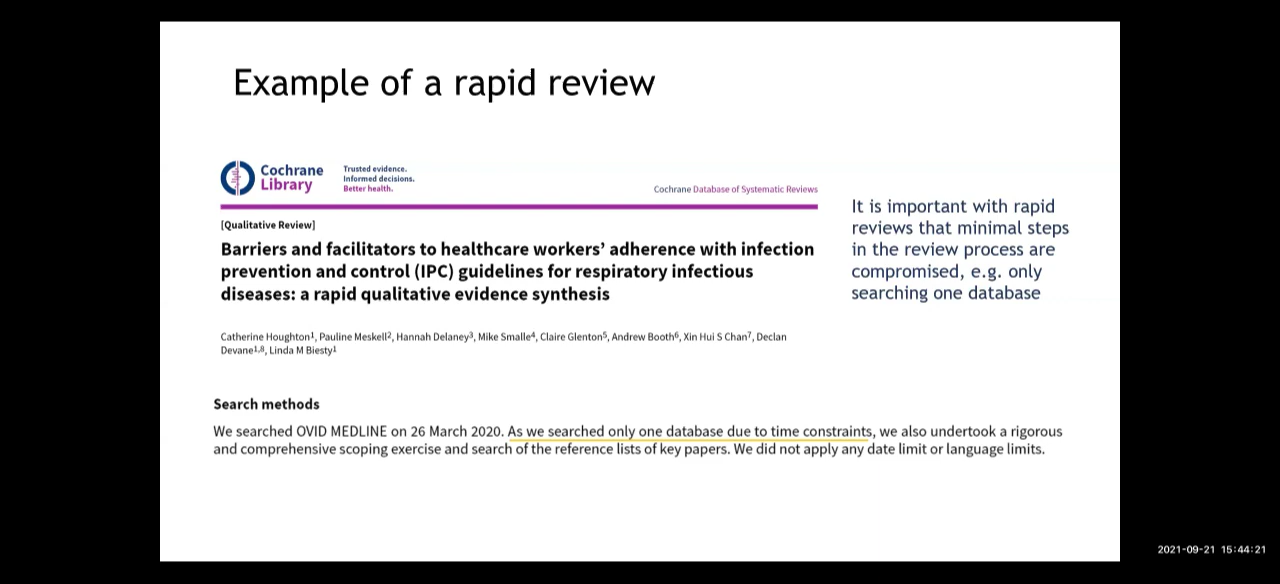 Example of a rapid review
Cochrane
Library
Trusted evidence.
Informed decisions.
Better health.
Cochrane Database of Systematic Reviews
[Qualitative Review]
Barriers and facilitators to healthcare workers’ adherence with infection
prevention and control (IPC) guidelines for respiratory infectious
diseases: a rapid qualitative evidence synthesis
Catherine Houghton1, Pauline Meskell2, Hannah Delaney3, Mike Smalle4, Claire Glenton5, Andrew Booth6, Xin Hui S Chan7, Declan
Devane1,8, Linda M Biesty1
It is important with rapid
reviews that minimal steps
in the review process are
compromised, e.g. only
searching one database
Search methods
We searched OVID MEDLINE on 26 March 2020. As we searched only one database due to time constraints, we also undertook a rigorous
and comprehensive scoping exercise and search of the reference lists of key papers. We did not apply any date limit or language limits.
2021-09-21 15:44:21